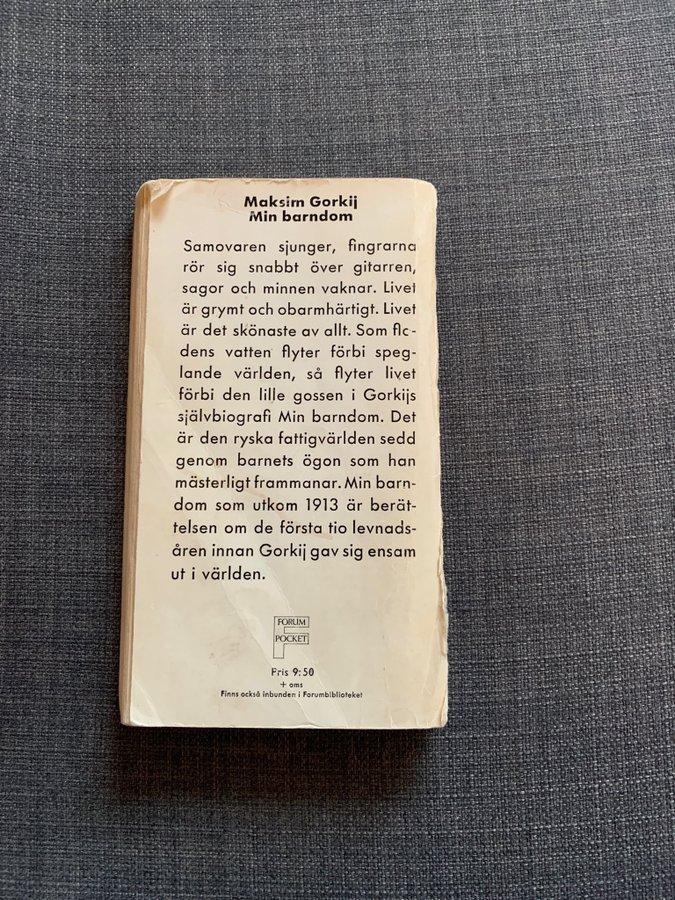 Maksim Gorkij
Min barndom
Samovaren sjunger, fingrarna
rör sig snabbt över gitarren,
sagor och minnen vaknar. Livet
är grymt och obarmhärtigt. Livet
är det skönaste av allt. Som flo-
dens vatten flyter förbi speg-
lande världen, så flyter livet
förbi den lille gossen i Gorkijs
självbiografi Min barndom. Det
är den ryska fattigvärlden sedd
genom barnets ögon som han
mästerligt frammanar. Min barn-
dom som utkom 1913 är berät-
telsen om de första tio levnads-
åren innan Gorkij gav sig ensam
ut i världen.
FORUM
POCKET
Pris 9:50
+ oms
Finns också inbunden i Forumbiblioteket